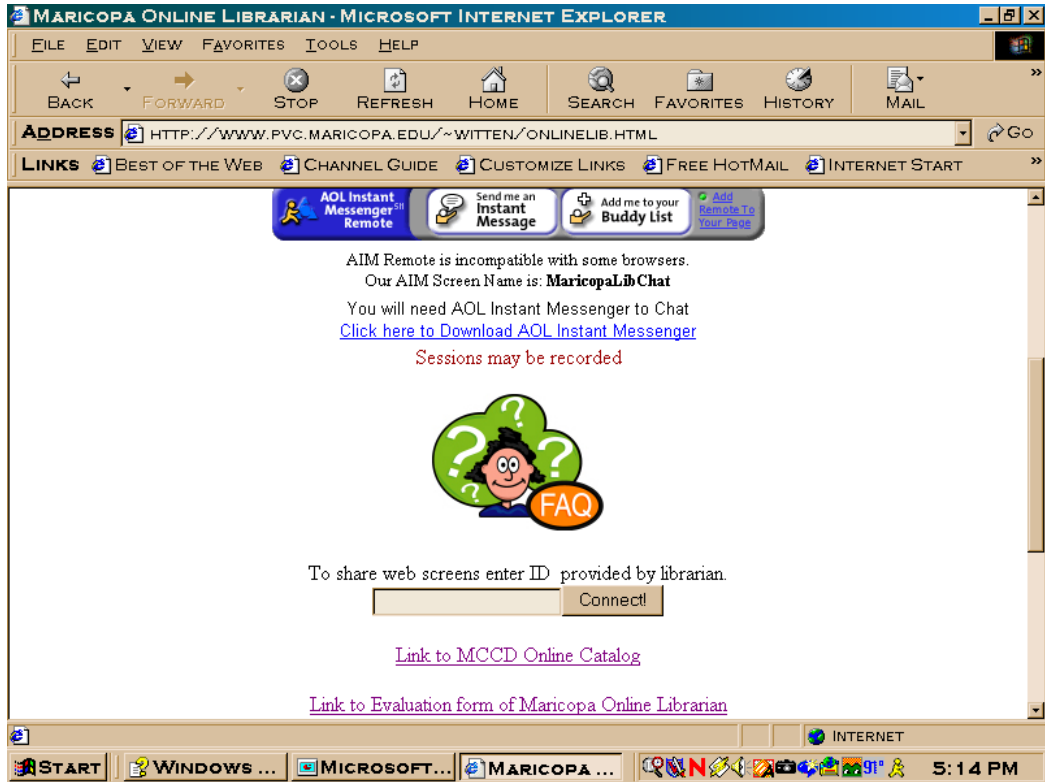 MARICOPA ONLINE LIBRARIAN - MICROSOFT INTERNET EXPLORER
FILE EDIT VIEW FAVORITES TOOLS HELP
BACK FORWARD STOP REFRESH HOME SEARCH FAVORITES HISTORY MAIL »
ADDRESS HTTP://WWW.PVC.MARICOPA.EDU/~WITTEN/ONLINELIB.HTML GO
LINKS BEST OF THE WEB CHANNEL GUIDE CUSTOMIZE LINKS FREE HOTMAIL INTERNET START »
AOL Instant Messenger SM Remote
Send me an Instant Message
Add me to your Buddy List
Add Remote To Your Page
AIM Remote is incompatible with some browsers.
Our AIM Screen Name is: MaricopaLibChat
You will need AOL Instant Messenger to Chat
Click here to Download AOL Instant Messenger
Sessions may be recorded
? ? ? ? ?
FAQ
To share web screens enter ID provided by librarian.
Connect!
Link to MCCD Online Catalog
Link to Evaluation form of Maricopa Online Librarian
INTERNET
START WINDOWS ... MICROSOFT... MARICOPA ... N 91° 5:14 PM